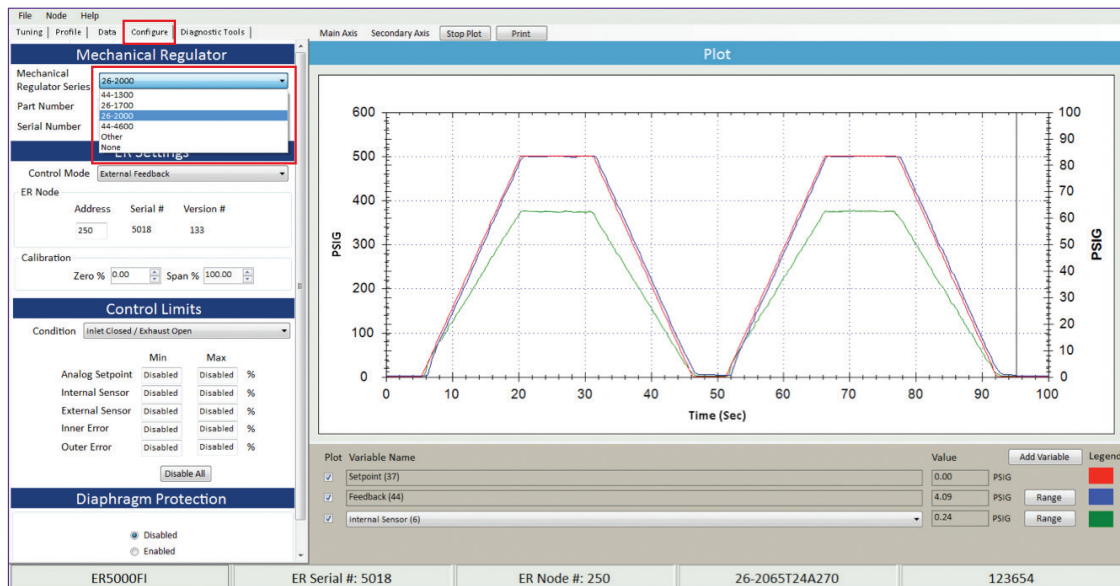 File Node Help
Tuning Profile Data Configure Diagnostic Tools
Main Axis Secondary Axis Stop Plot Print
Mechanical Regulator
Mechanical Regulator Series 26-2000
44-1300
26-1700
26-2000
44-4600
Other
None
Part Number
Serial Number
ER Settings
Control Mode External Feedback
ER Node
Address Serial # Version #
250 5018 133
Calibration
Zero % 0.00 Span % 100.00
Control Limits
Condition Inlet Closed / Exhaust Open
Min Max
Analog Setpoint Disabled Disabled %
Internal Sensor Disabled Disabled %
External Sensor Disabled Disabled %
Inner Error Disabled Disabled %
Outer Error Disabled Disabled %
Disable All
Diaphragm Protection
Disabled
Enabled
Plot
PSIG
600
500
400
300
200
100
0
0 10 20 30 40 50 60 70 80 90 100
Time (Sec)
100
90
80
70
60
50
40
30
20
10
0
PSIG
Plot Variable Name Value Add Variable Legend
Setpoint (37) 0.00 PSIG
Feedback (44) 4.09 PSIG Range
Internal Sensor (6) 0.24 PSIG Range
ER5000FI ER Serial #: 5018 ER Node #: 250 26-2065T24A270 123654